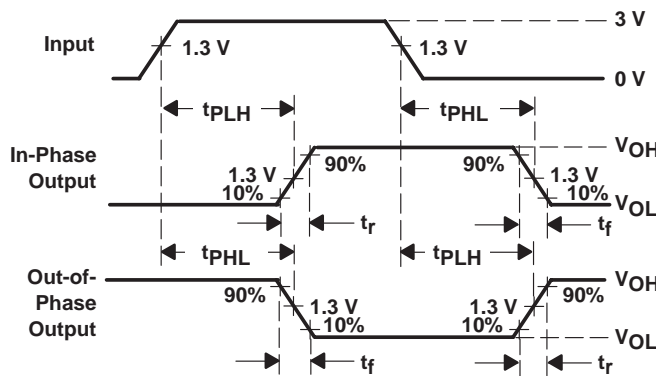 3 V
Input
1.3 V
1.3 V
0 V
tPLH
tPHL
In-Phase
Output
VOH
90%
90%
1.3 V
1.3 V
10%
10%
VOL
tr
tf
tPHL
tPLH
Out-of-
Phase
Output
VOH
90%
90%
1.3 V
1.3 V
10%
10%
VOL
tf
tr